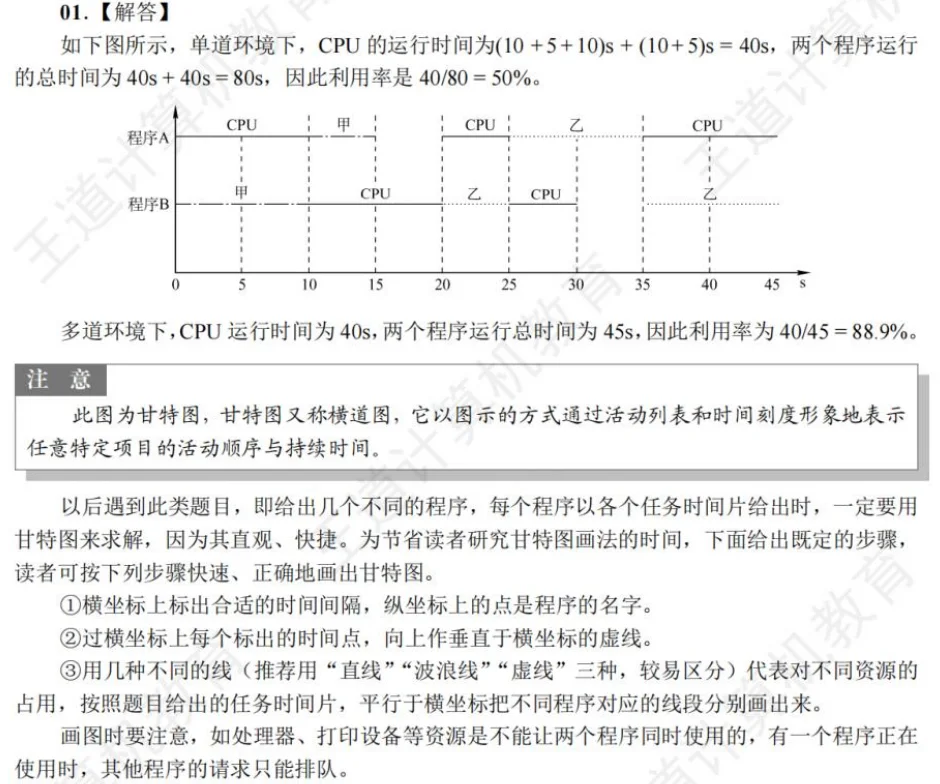 01.【解答】
如下图所示，单道环境下，CPU 的运行时间为(10 +5+10)s + (10+5)s = 40s，两个程序运行
的总时间为 40s + 40s = 80s，因此利用率是 40/80 = 50%。
CPU 甲 CPU 乙 CPU
程序A
甲 CPU 乙 CPU 乙
程序B
0 5 10 15 20 25 30 35 40 45 s
多道环境下，CPU 运行时间为 40s，两个程序运行总时间为 45s，因此利用率为 40/45 = 88.9%。
注 意
此图为甘特图，甘特图又称横道图，它以图示的方式通过活动列表和时间刻度形象地表示
任意特定项目的活动顺序与持续时间。
以后遇到此类题目，即给出几个不同的程序，每个程序以各个任务时间片给出时，一定要用
甘特图来求解，因为其直观、快捷。为节省读者研究甘特图画法的时间，下面给出既定的步骤，
读者可按下列步骤快速、正确地画出甘特图。
①横坐标上标出合适的时间间隔，纵坐标上的点是程序的名字。
②过横坐标上每个标出的时间点，向上作垂直于横坐标的虚线。
③用几种不同的线（推荐用“直线”“波浪线”“虚线”三种，较易区分）代表对不同资源的
占用，按照题目给出的任务时间片，平行于横坐标把不同程序对应的线段分别画出来。
画图时要注意，如处理器、打印设备等资源是不能让两个程序同时使用的，有一个程序正在
使用时，其他程序的请求只能排队。
王道计算机教育
王道计算机教育